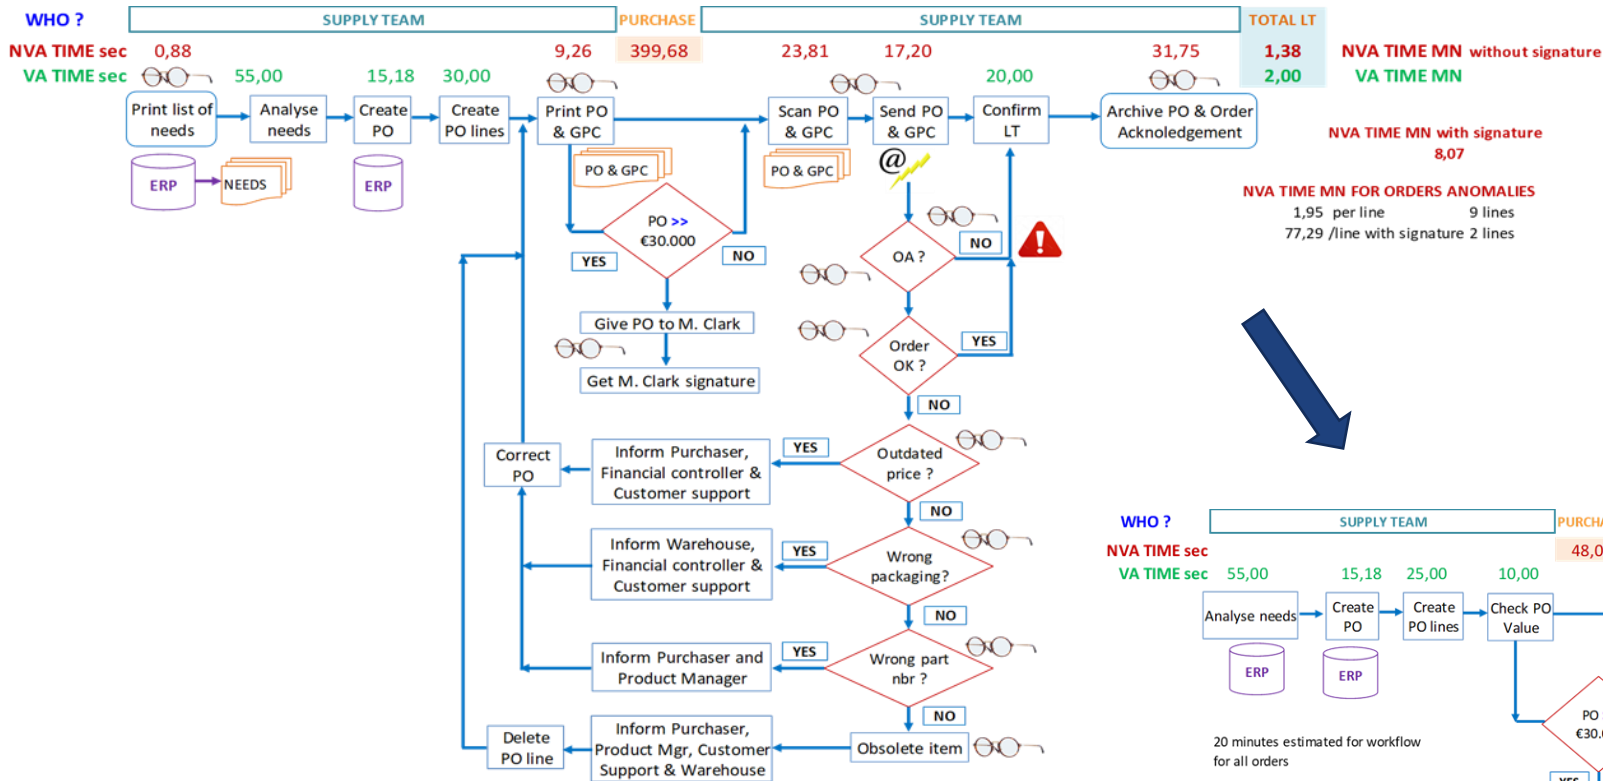 WHO ?
SUPPLY TEAM
PURCHASE
SUPPLY TEAM
TOTAL LT
NVA TIME sec
0,88
9,26
399,68
23,81
17,20
31,75
1,38
NVA TIME MN without signature
VA TIME sec
55,00
15,18
30,00
20,00
2,00
VA TIME MN
Print list of
needs
Analyse
needs
Create
PO
Create
PO lines
Print PO
& GPC
Scan PO
& GPC
Send PO
& GPC
Confirm
LT
Archive PO & Order
Acknoledgement
NVA TIME MN with signature
8,07
ERP
NEEDS
ERP
PO & GPC
PO & GPC
@
NVA TIME MN FOR ORDERS ANOMALIES
1,95 per line 9 lines
77,29 /line with signature 2 lines
PO >>
€30.000
YES
NO
OA ?
NO
!
Give PO to M. Clark
Get M. Clark signature
Order
OK ?
YES
NO
Correct
PO
Inform Purchaser,
Financial controller &
Customer support
YES
Outdated
price ?
NO
Inform Warehouse,
Financial controller &
Customer support
YES
Wrong
packaging?
NO
Inform Purchaser and
Product Manager
YES
Wrong part
nbr ?
NO
Delete
PO line
Inform Purchaser,
Product Mgr, Customer
Support & Warehouse
Obsolete item
WHO ?
SUPPLY TEAM
PURCHA
NVA TIME sec
48,0
VA TIME sec
55,00
15,18
25,00
10,00
Analyse needs
Create
PO
Create
PO lines
Check PO
Value
ERP
ERP
PO
€30.0
YES
20 minutes estimated for workflow
for all orders